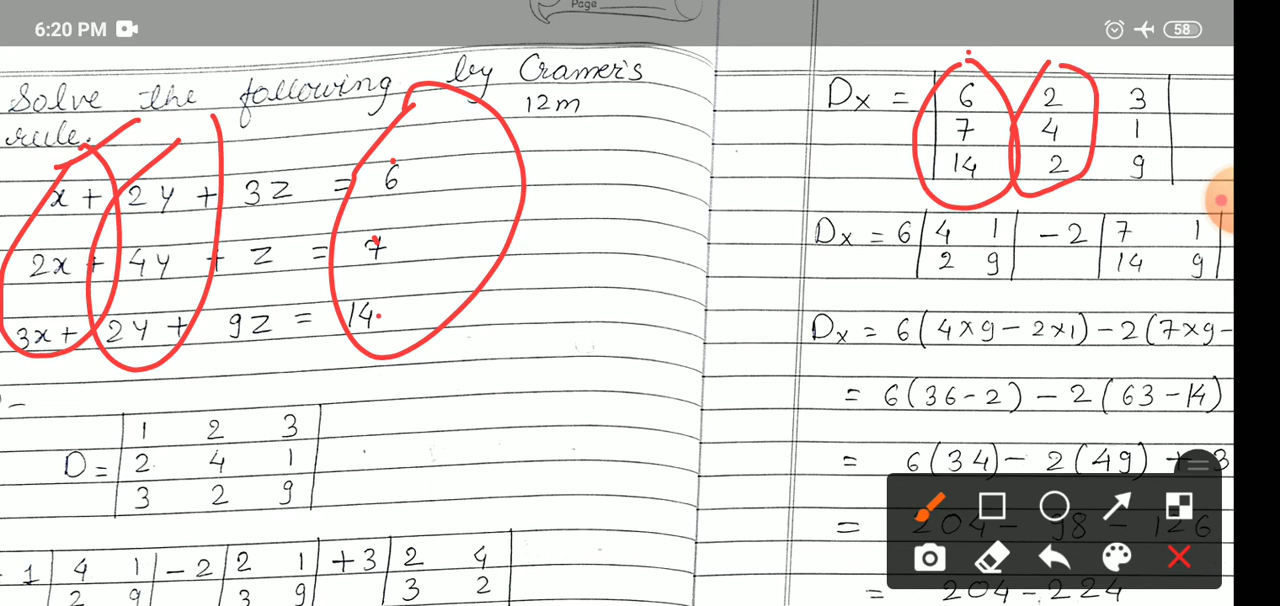 6:20 PM
58
Page
Solve the following by Cramer's
rule.
12m
x + 2y + 3z = 6
2x + 4y + z = 7
3x + 2y + 9z = 14
D = | 1 2 3 |
| 2 4 1 |
| 3 2 9 |
1 | 4 1 | - 2 | 2 1 | + 3 | 2 4 |
| 2 9 | | 3 9 | | 3 2 |
Dx = | 6 2 3 |
| 7 4 1 |
| 14 2 9 |
Dx = 6 | 4 1 | - 2 | 7 1 |
| 2 9 | | 14 9 |
Dx = 6(4×9 - 2×1) - 2(7×9 -
= 6(36-2) - 2(63-14)
= 6(34) - 2(49) + 3
= 204 - 98 - 126
= 204 - 224